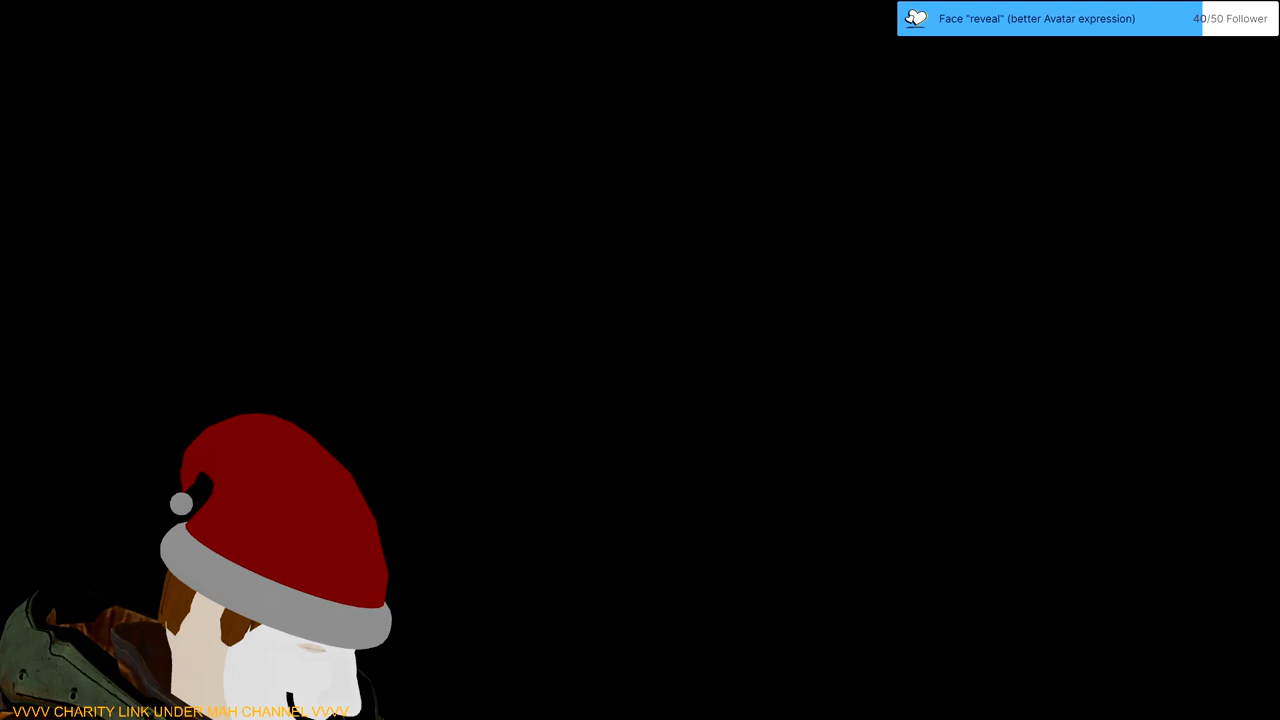 Face "reveal" (better Avatar expression) 40/50 Follower
VVVV CHARITY LINK UNDER MAH CHANNEL VVVV